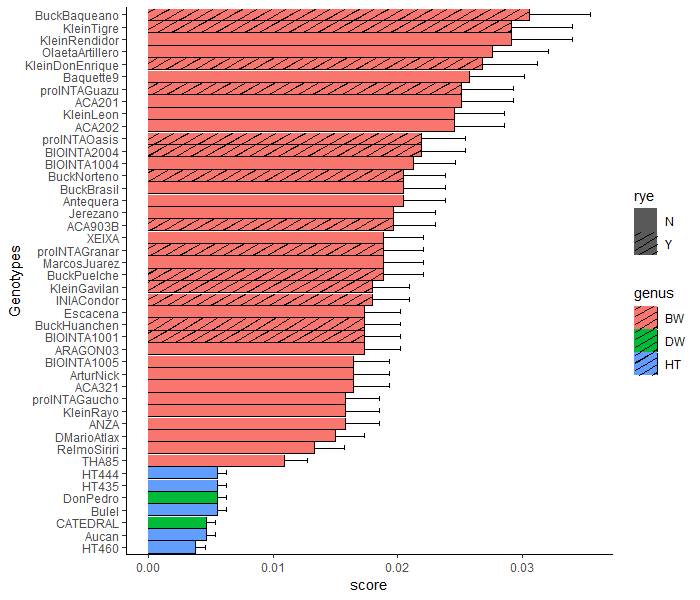 BuckBaqueano
KleinTigre
KleinRendidor
OlaetaArtillero
KleinDonEnrique
Baquette9
proINTAGuazu
ACA201
KleinLeon
ACA202
proINTAOasis
BIOINTA2004
BIOINTA1004
BuckNorteno
BuckBrasil
Antequera
Jerezano
ACA903B
XEIXA
proINTAGranar
MarcosJuarez
BuckPuelche
KleinGavilan
INIACondor
Escacena
BuckHuanchen
BIOINTA1001
ARAGON03
BIOINTA1005
ArturNick
ACA321
proINTAGaucho
KleinRayo
ANZA
DMarioAtlax
RelmoSiriri
THA85
HT444
HT435
DonPedro
Bulel
CATEDRAL
Aucan
HT460
Genotypes
0.00 0.01 0.02 0.03
score
rye
N
Y
genus
BW
DW
HT